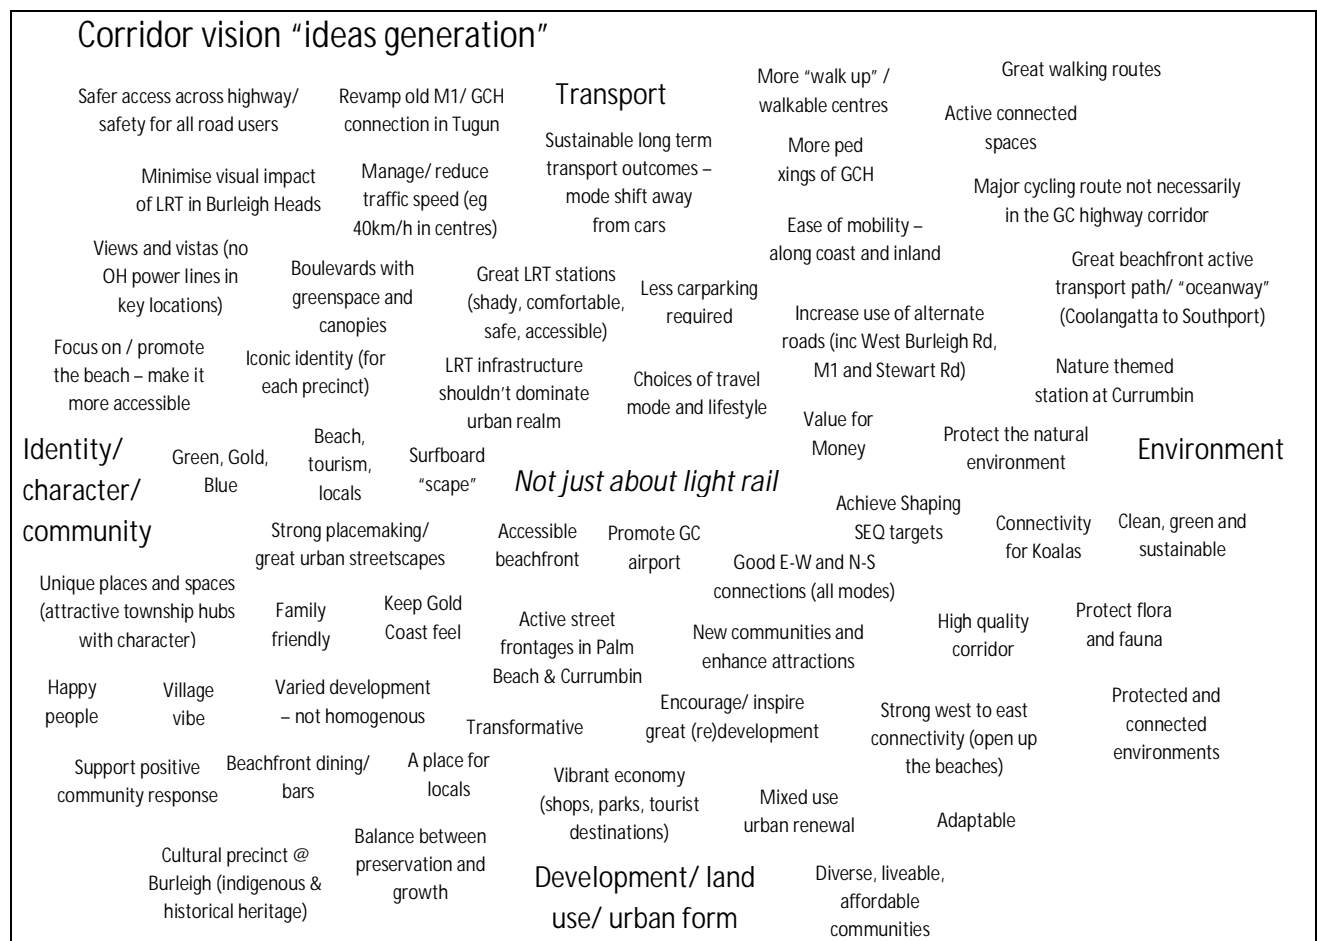 Corridor vision “ideas generation”
Safer access across highway/
safety for all road users
Revamp old M1/ GCH
connection in Tugun
Transport
More “walk up” /
walkable centres
Great walking routes
Active connected
spaces
Minimise visual impact
of LRT in Burleigh Heads
Manage/ reduce
traffic speed (eg
40km/h in centres)
Sustainable long term
transport outcomes –
mode shift away
from cars
More ped
xings of GCH
Major cycling route not necessarily
in the GC highway corridor
Ease of mobility –
along coast and inland
Views and vistas (no
OH power lines in
key locations)
Boulevards with
greenspace and
canopies
Great LRT stations
(shady, comfortable,
safe, accessible)
Less carparking
required
Great beachfront active
transport path/ “oceanway”
(Coolangatta to Southport)
Increase use of alternate
roads (inc West Burleigh Rd,
M1 and Stewart Rd)
Focus on / promote
the beach – make it
more accessible
Iconic identity (for
each precinct)
LRT infrastructure
shouldn’t dominate
urban realm
Choices of travel
mode and lifestyle
Nature themed
station at Currumbin
Value for
Money
Protect the natural
environment
Environment
Identity/
character/
community
Green, Gold,
Blue
Beach,
tourism,
locals
Surfboard
“scape”
Not just about light rail
Achieve Shaping
SEQ targets
Connectivity
for Koalas
Clean, green and
sustainable
Strong placemaking/
great urban streetscapes
Accessible
beachfront
Promote GC
airport
Good E-W and N-S
connections (all modes)
Unique places and spaces
(attractive township hubs
with character)
Family
friendly
Keep Gold
Coast feel
Active street
frontages in Palm
Beach & Currumbin
New communities and
enhance attractions
High quality
corridor
Protect flora
and fauna
Happy
people
Village
vibe
Varied development
– not homogenous
Transformative
Encourage/ inspire
great (re)development
Strong west to east
connectivity (open up
the beaches)
Protected and
connected
environments
Support positive
community response
Beachfront dining/
bars
A place for
locals
Vibrant economy
(shops, parks, tourist
destinations)
Mixed use
urban renewal
Adaptable
Cultural precinct @
Burleigh (indigenous &
historical heritage)
Balance between
preservation and
growth
Development/ land
use/ urban form
Diverse, liveable,
affordable
communities